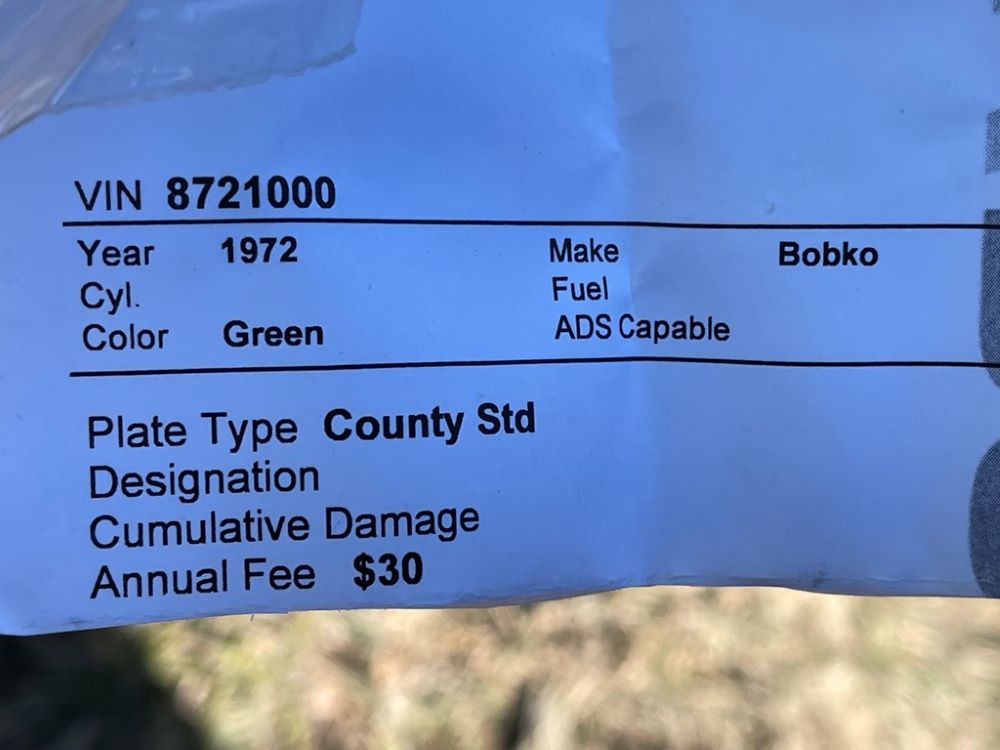 VIN 8721000
Year 1972 Make Bobko
Cyl. Fuel
Color Green ADS Capable
Plate Type County Std
Designation
Cumulative Damage
Annual Fee $30